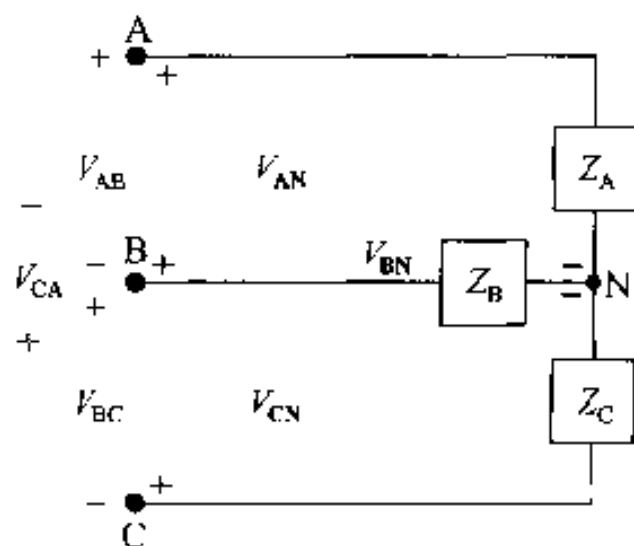 A
+
+
V_AB V_AN Z_A
−
B
− + V_BN =
V_CA Z_B N
+
+
V_BC V_CN Z_C
− +
C